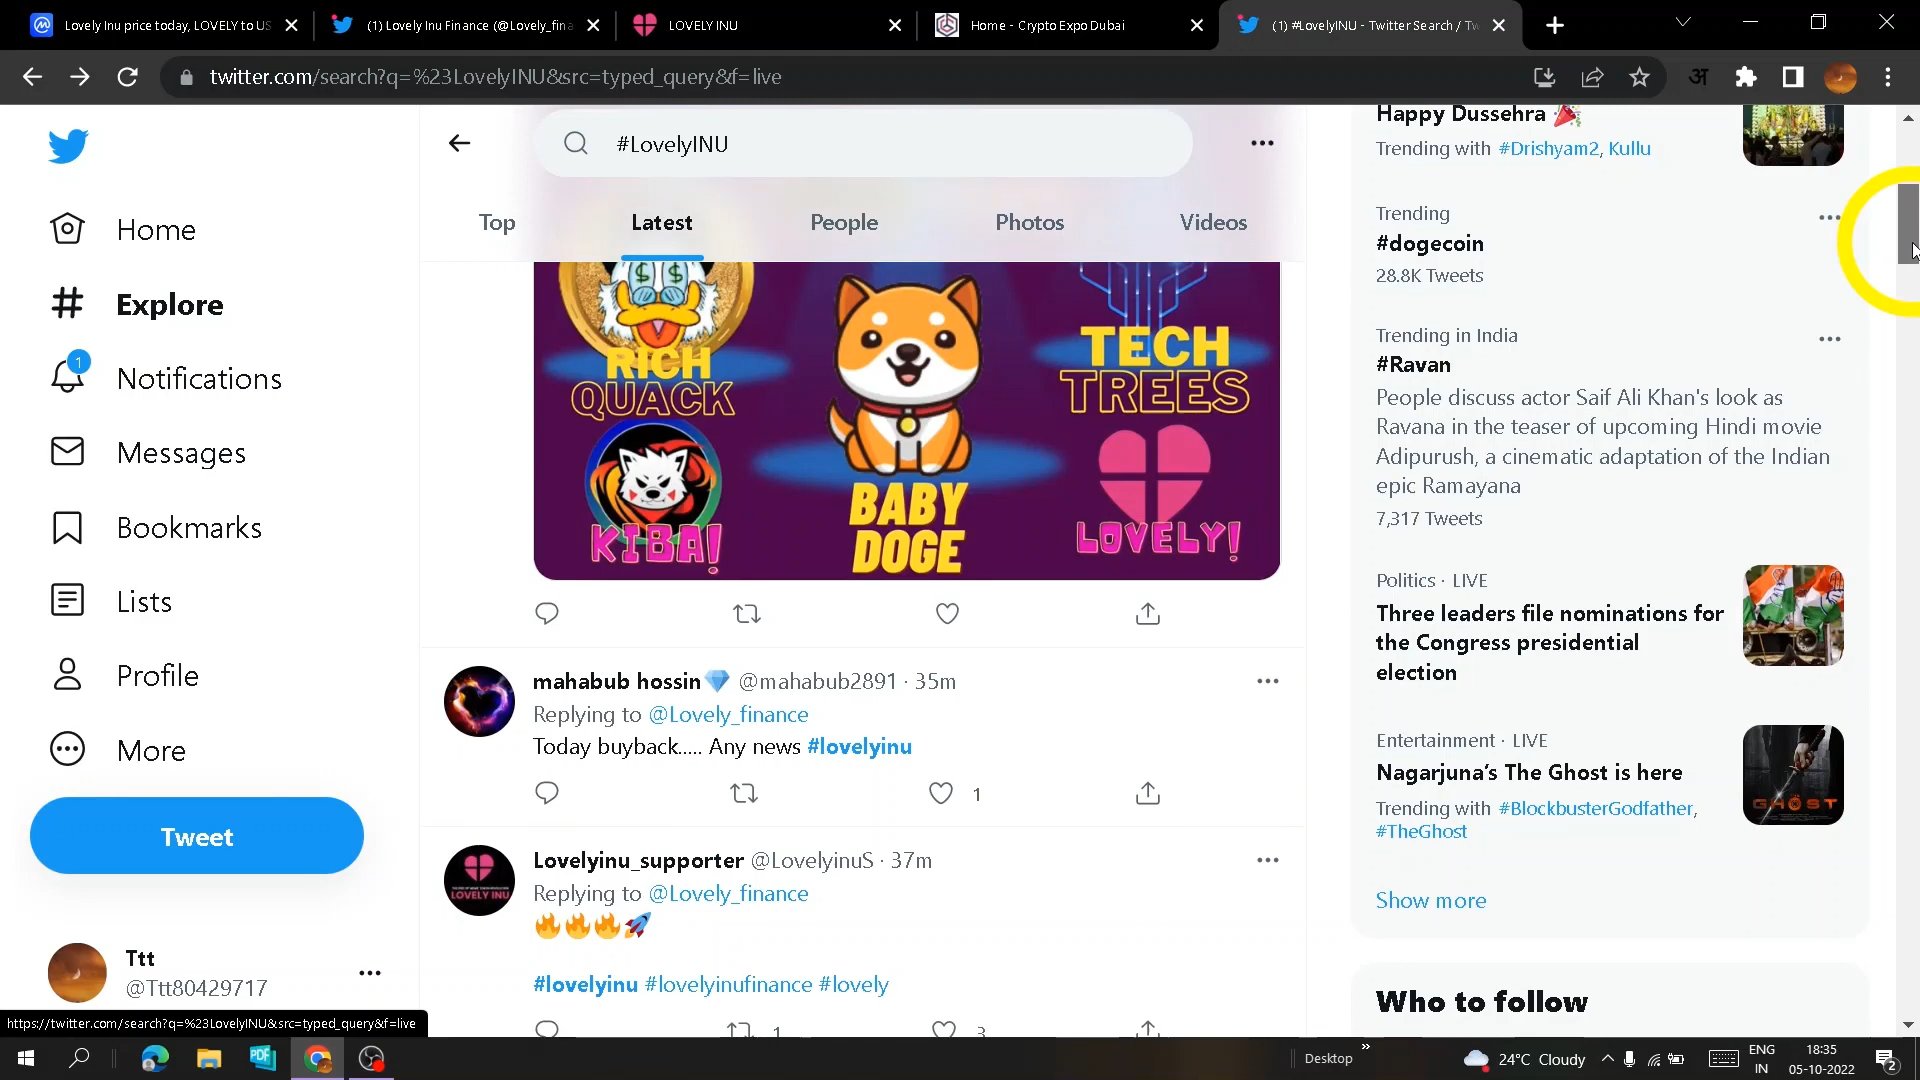 Lovely Inu price today, LOVELY to US
(1) Lovely Inu Finance (@Lovely_fina
LOVELY INU
Home - Crypto Expo Dubai
(1) #LovelyINU - Twitter Search / Tw
twitter.com/search?q=%23LovelyINU&src=typed_query&f=live
अ
#LovelyINU
Top
Latest
People
Photos
Videos
Home
Explore
1
Notifications
Messages
Bookmarks
Lists
Profile
More
Tweet
Ttt
@Ttt80429717
https://twitter.com/search?q=%23LovelyINU&src=typed_query&f=live
RICH
QUACK
KIBA!
BABY
DOGE
TECH
TREES
LOVELY!
mahabub hossin💎 @mahabub2891 · 35m
Replying to @Lovely_finance
Today buyback..... Any news #lovelyinu
1
LOVELY INU
Lovelyinu_supporter @LovelyinuS · 37m
Replying to @Lovely_finance
🔥🔥🔥🚀
#lovelyinu #lovelyinufinance #lovely
1
3
Happy Dussehra 🎉
Trending with #Drishyam2, Kullu
Trending
#dogecoin
28.8K Tweets
Trending in India
#Ravan
People discuss actor Saif Ali Khan's look as
Ravana in the teaser of upcoming Hindi movie
Adipurush, a cinematic adaptation of the Indian
epic Ramayana
7,317 Tweets
Politics · LIVE
Three leaders file nominations for
the Congress presidential
election
Entertainment · LIVE
Nagarjuna’s The Ghost is here
Trending with #BlockbusterGodfather,
#TheGhost
GHOST
Show more
Who to follow
PDF
Desktop
24°C Cloudy
ENG
IN
18:35
05-10-2022
2